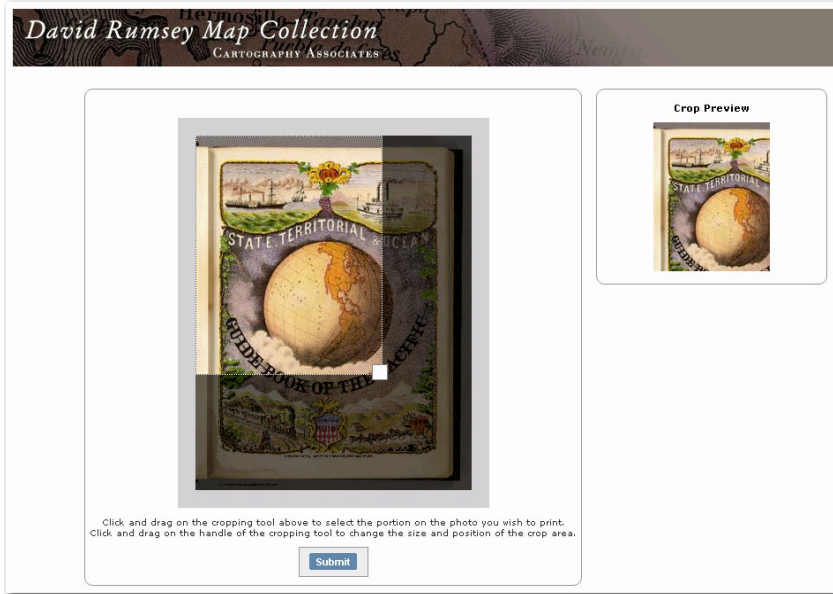 David Rumsey Map Collection
CARTOGRAPHY ASSOCIATES
Crop Preview
STATE, TERRITORIAL &
STATE, TERRITORIAL & OCEAN
GUIDE BOOK OF THE PACIFIC
Click and drag on the cropping tool above to select the portion on the photo you wish to print.
Click and drag on the handle of the cropping tool to change the size and position of the crop area.
Submit